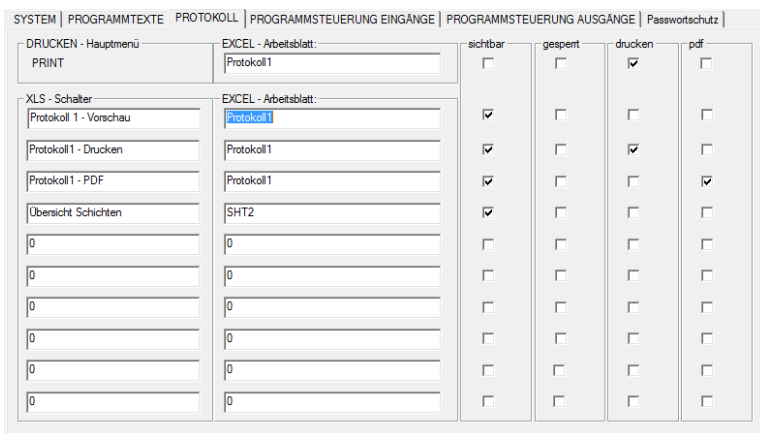 SYSTEM PROGRAMMTEXTE PROTOKOLL PROGRAMMSTEUERUNG EINGÄNGE PROGRAMMSTEUERUNG AUSGÄNGE Passwortschutz
DRUCKEN - Hauptmenü EXCEL - Arbeitsblatt: sichtbar gesperrt drucken pdf
PRINT Protokoll1
XLS - Schalter EXCEL - Arbeitsblatt:
Protokoll 1 - Vorschau Protokoll1
Protokoll1 - Drucken Protokoll1
Protokoll1 - PDF Protokoll1
Übersicht Schichten SHT2
0 0
0 0
0 0
0 0
0 0
0 0